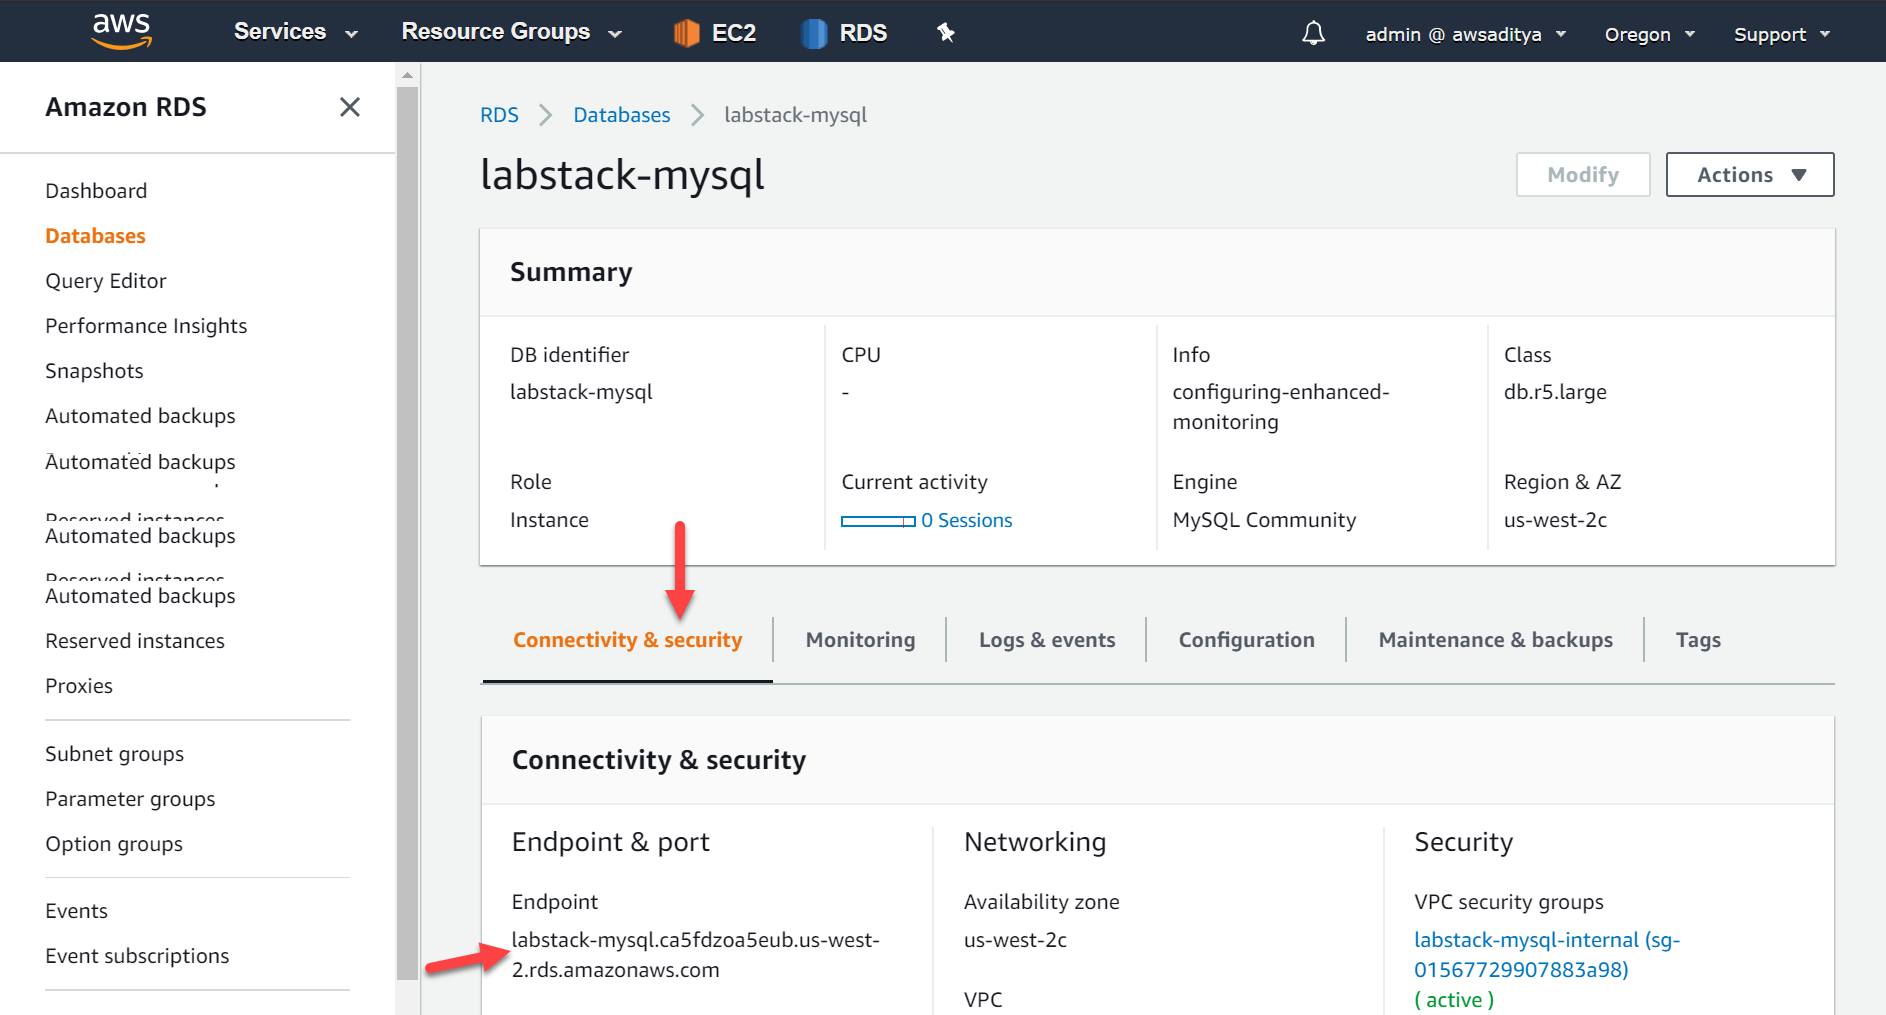 aws
Services
Resource Groups
EC2
RDS
admin @ awsaditya
Oregon
Support
Amazon RDS
Dashboard
Databases
Query Editor
Performance Insights
Snapshots
Automated backups
Automated backups
Reserved instances
Automated backups
Reserved instances
Automated backups
Reserved instances
Proxies
Subnet groups
Parameter groups
Option groups
Events
Event subscriptions
RDS
Databases
labstack-mysql
labstack-mysql
Modify
Actions
Summary
DB identifier
labstack-mysql
CPU
-
Info
configuring-enhanced-
monitoring
Class
db.r5.large
Role
Instance
Current activity
0 Sessions
Engine
MySQL Community
Region & AZ
us-west-2c
Connectivity & security
Monitoring
Logs & events
Configuration
Maintenance & backups
Tags
Connectivity & security
Endpoint & port
Endpoint
labstack-mysql.ca5fdzoa5eub.us-west-
2.rds.amazonaws.com
Networking
Availability zone
us-west-2c
VPC
Security
VPC security groups
labstack-mysql-internal (sg-
01567729907883a98)
( active )